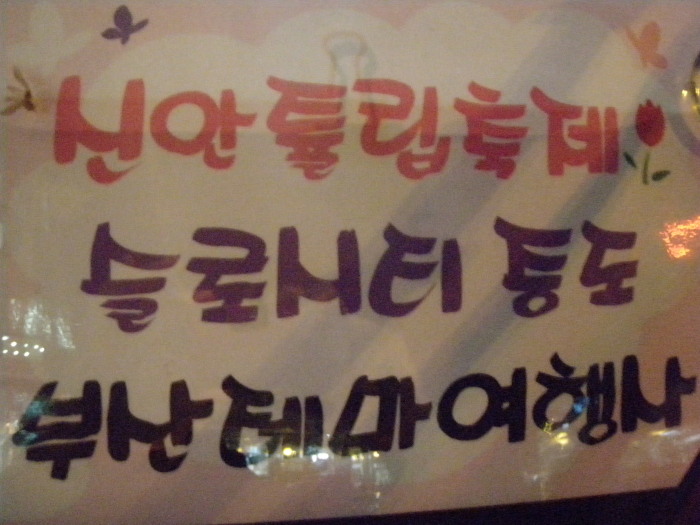 신안튤립축제
슬로시티 증도
부산테마여행사